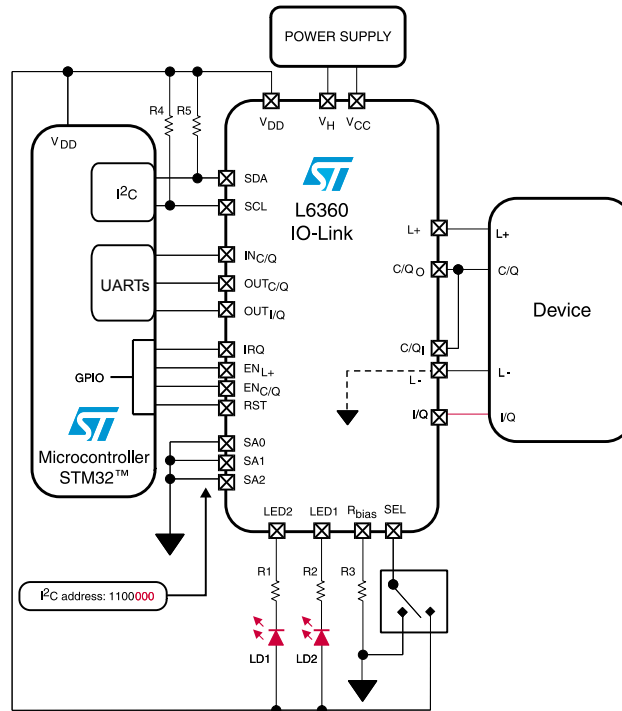 POWER SUPPLY
R4
R5
VDD
VH
VCC
VDD
ST
L6360
IO-Link
I2C
SDA
SCL
UARTs
INC/Q
OUTC/Q
OUTI/Q
GPIO
IRQ
ENL+
ENC/Q
RST
ST
Microcontroller
STM32™
SA0
SA1
SA2
L+
C/QO
C/QI
L-
I/Q
L+
C/Q
Device
L-
I/Q
LED2
LED1
Rbias
SEL
R1
R2
R3
I2C address: 1100000
LD1
LD2